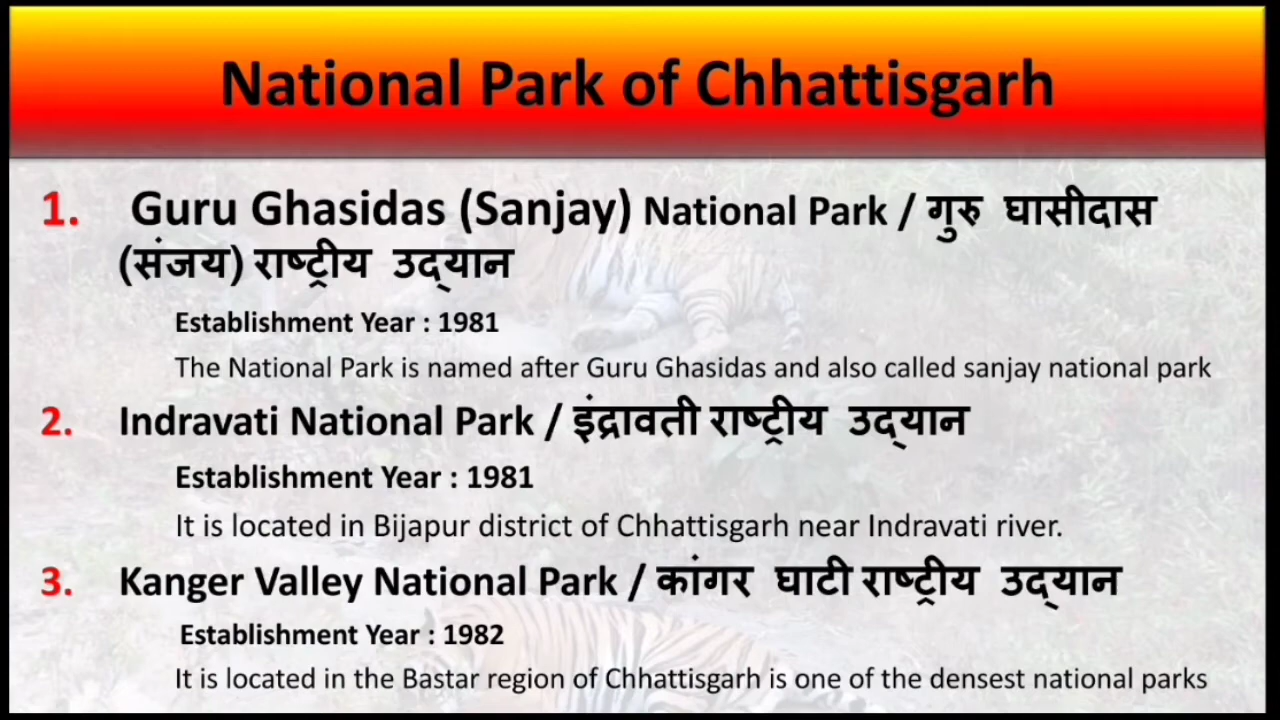 National Park of Chhattisgarh
1. Guru Ghasidas (Sanjay) National Park / गुरु घासीदास
(संजय) राष्ट्रीय उद्यान
Establishment Year : 1981
The National Park is named after Guru Ghasidas and also called sanjay national park
2. Indravati National Park / इंद्रावती राष्ट्रीय उद्यान
Establishment Year : 1981
It is located in Bijapur district of Chhattisgarh near Indravati river.
3. Kanger Valley National Park / कांगर घाटी राष्ट्रीय उद्यान
Establishment Year : 1982
It is located in the Bastar region of Chhattisgarh is one of the densest national parks